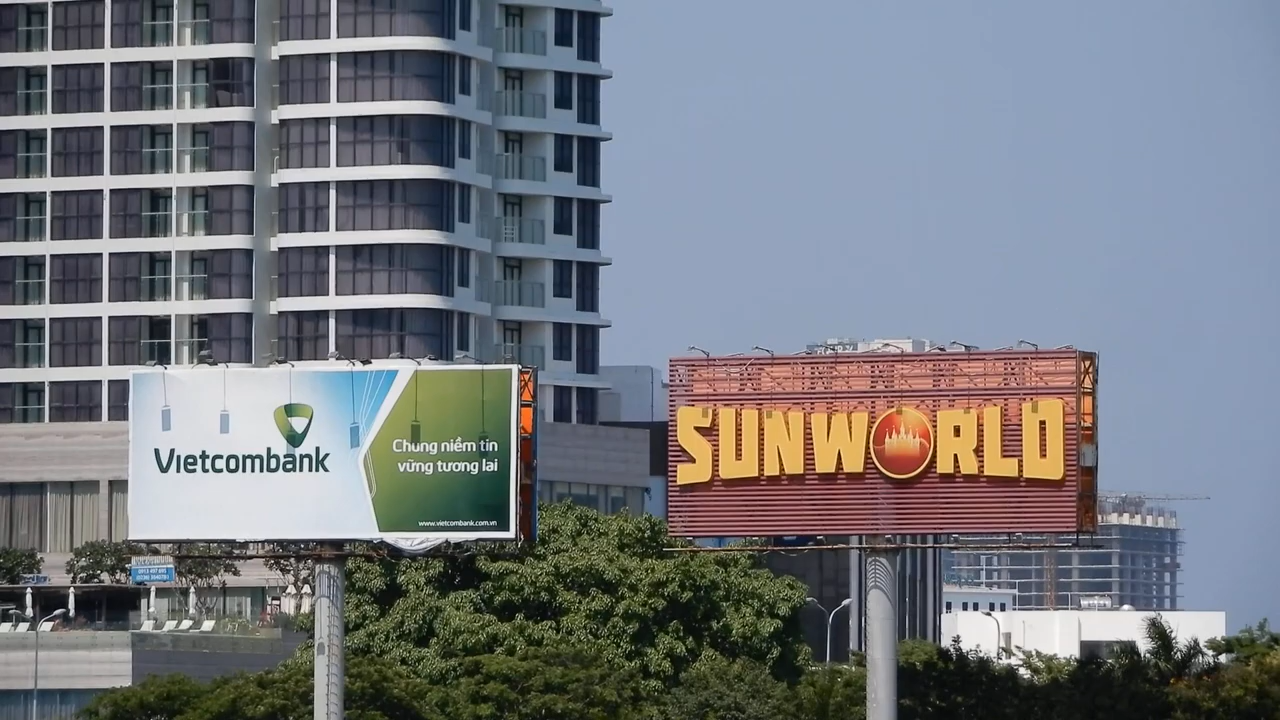 Vietcombank
Chung niềm tin
vững tương lai
www.vietcombank.com.vn
SUNWORLD